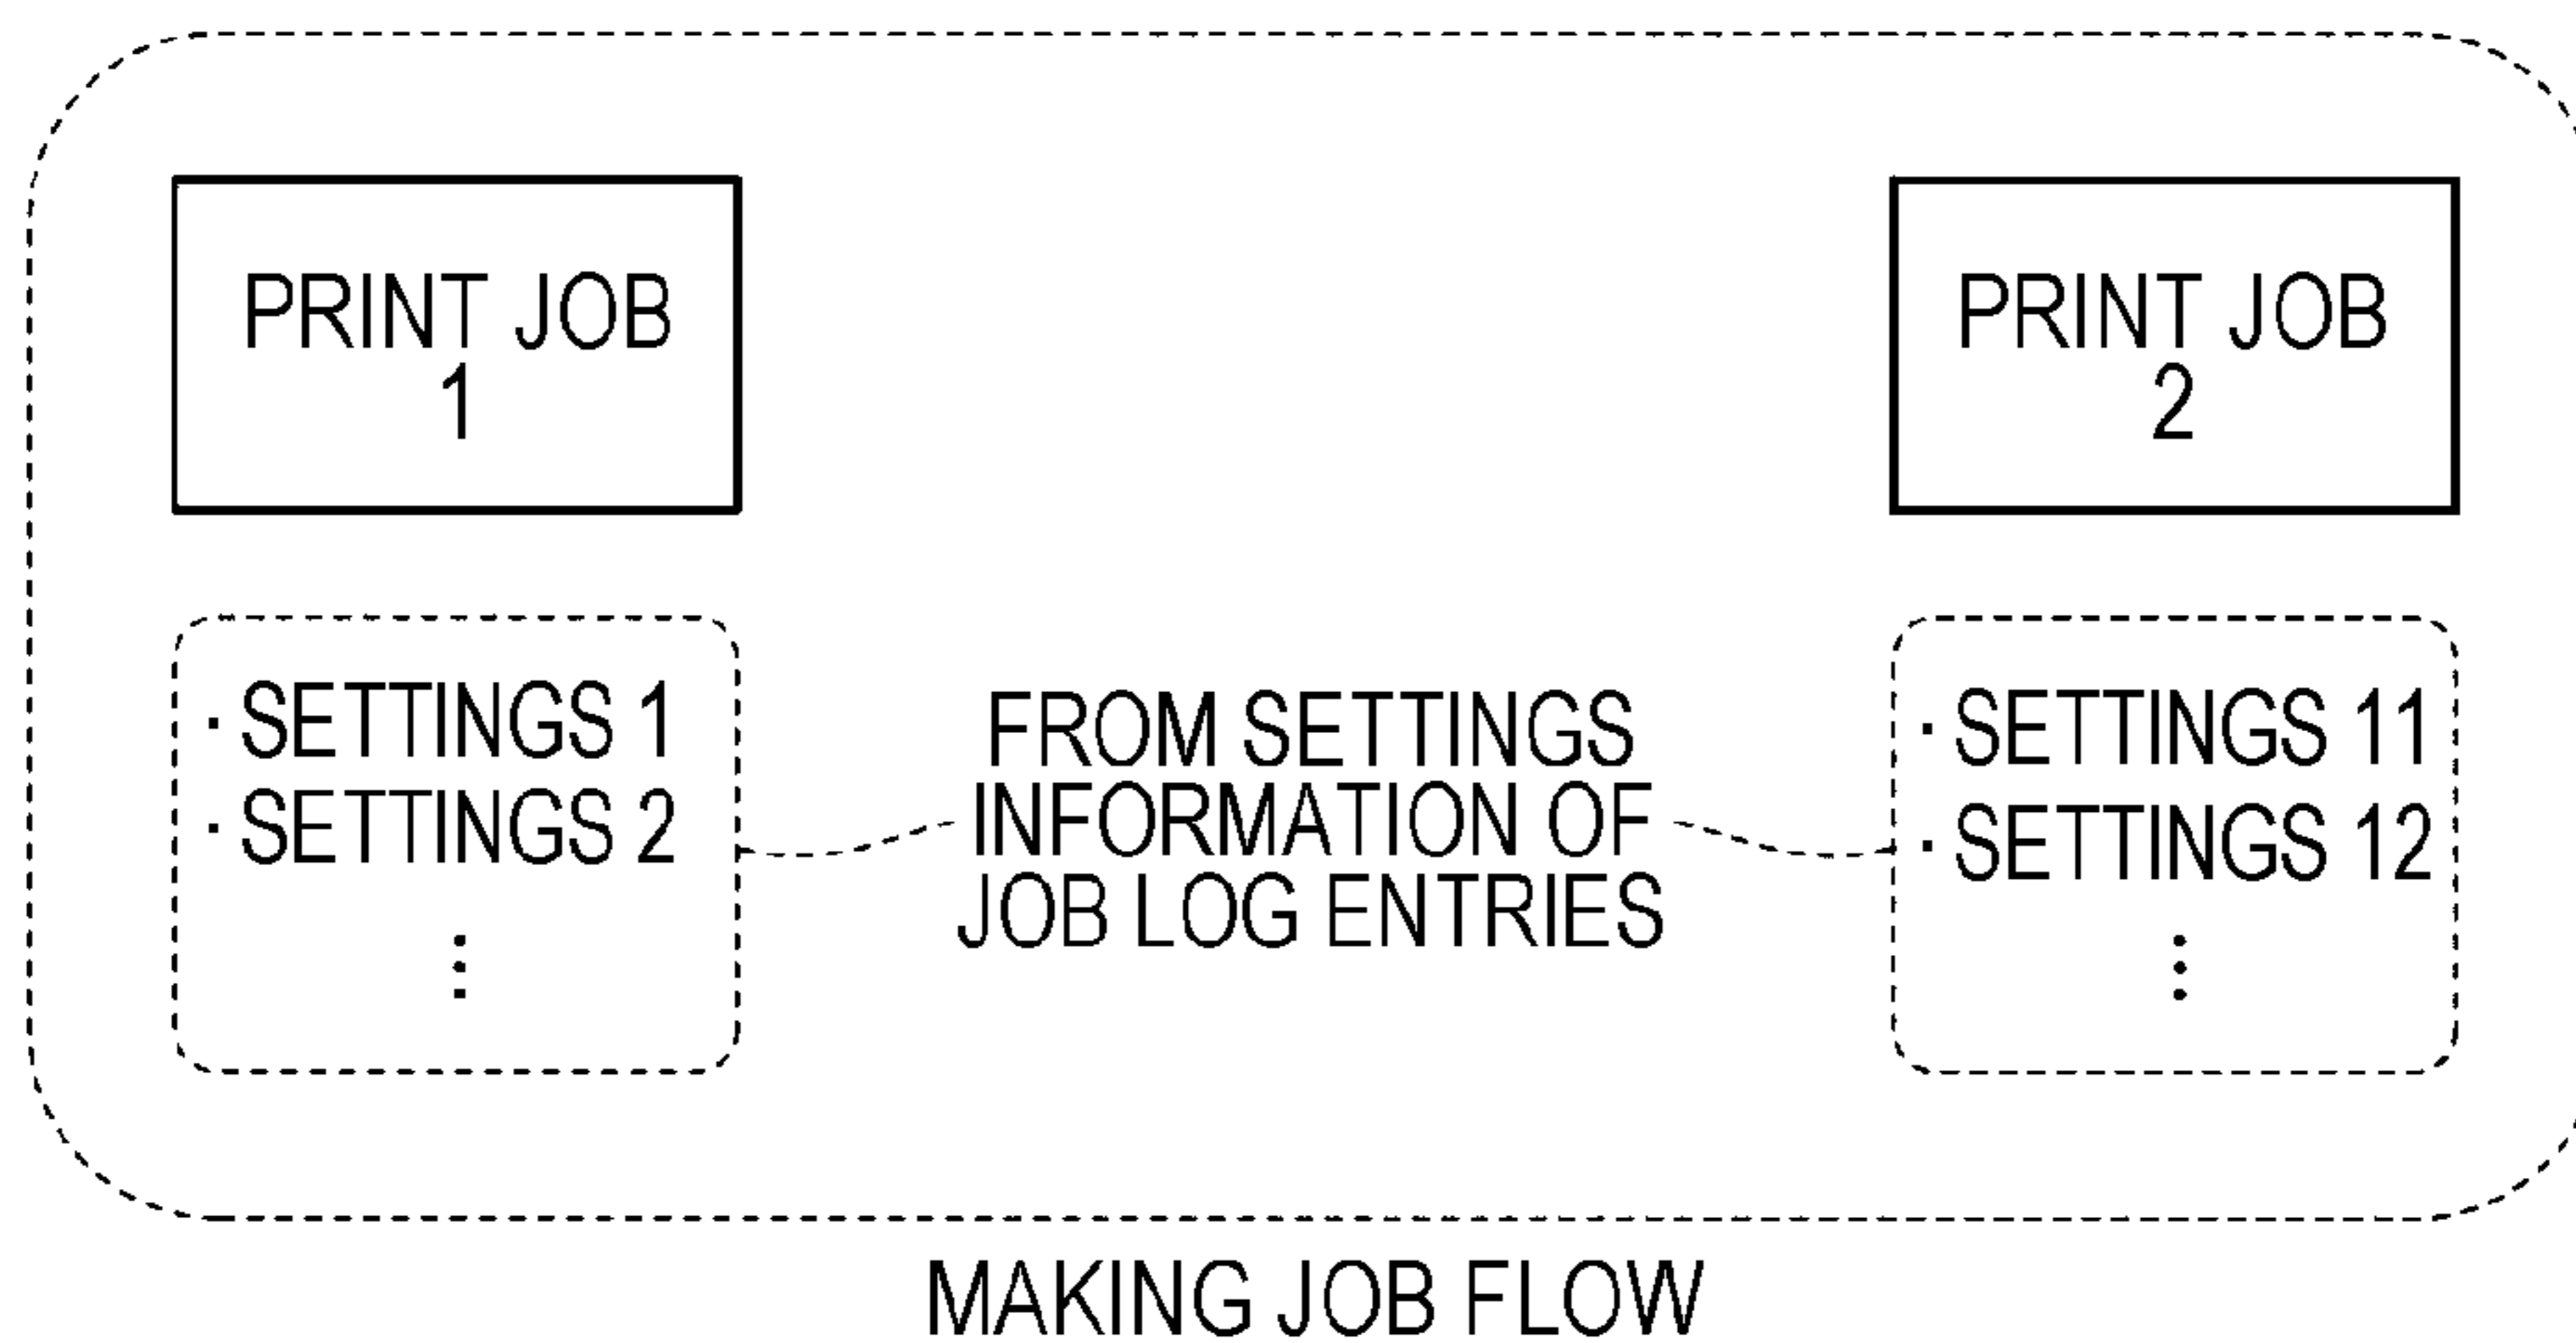 PRINT JOB
1
PRINT JOB
2
· SETTINGS 1
· SETTINGS 2
⋮
FROM SETTINGS
INFORMATION OF
JOB LOG ENTRIES
· SETTINGS 11
· SETTINGS 12
⋮
MAKING JOB FLOW